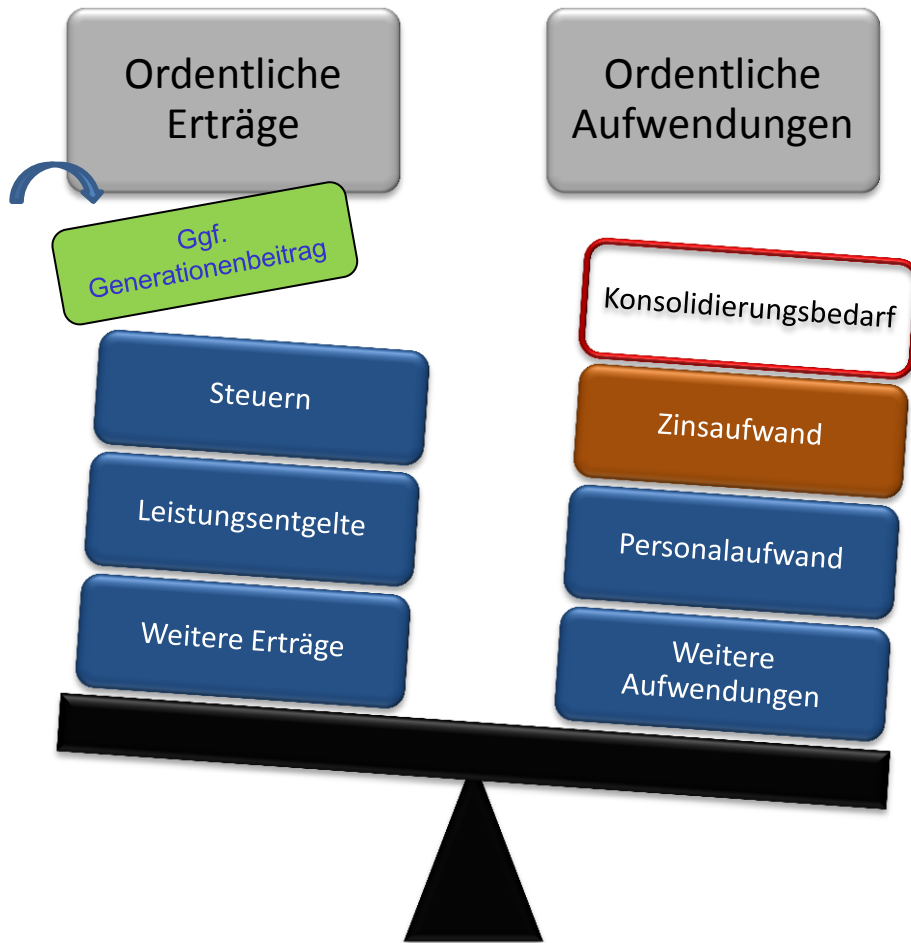 Ordentliche
Erträge
Ordentliche
Aufwendungen
Ggf.
Generationenbeitrag
Steuern
Leistungsentgelte
Weitere Erträge
Konsolidierungsbedarf
Zinsaufwand
Personalaufwand
Weitere
Aufwendungen